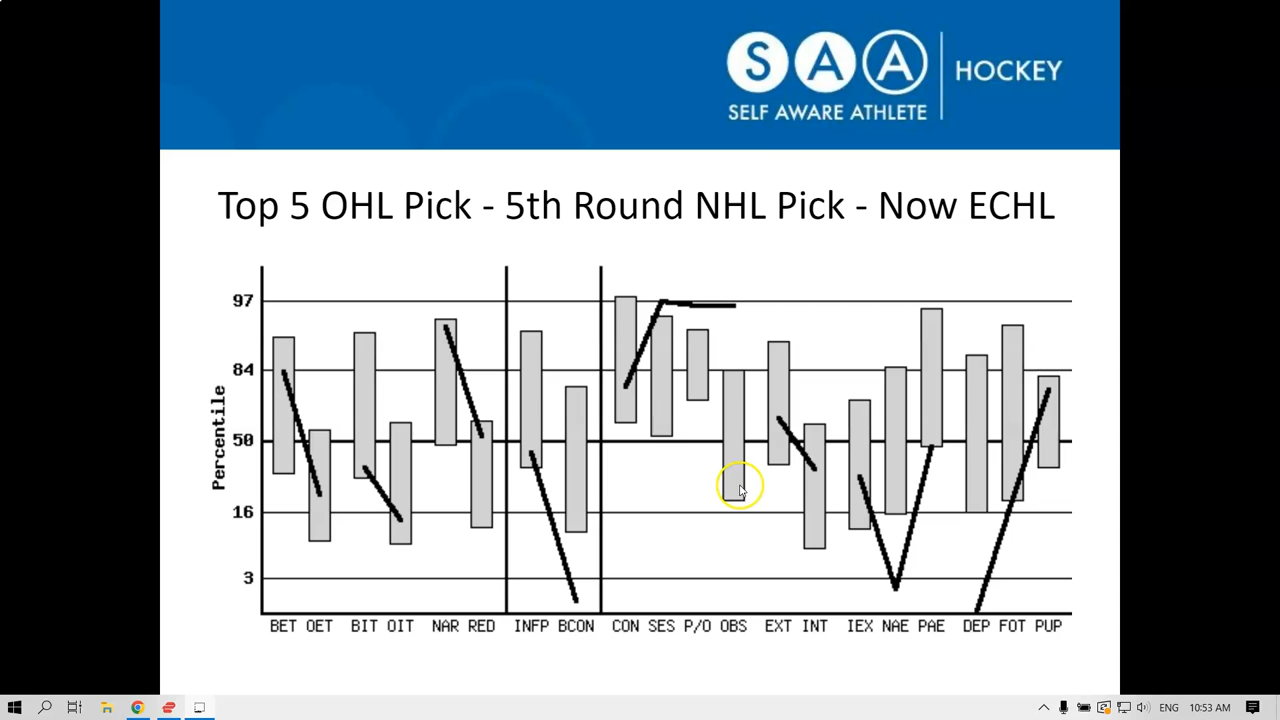 SAA
HOCKEY
SELF AWARE ATHLETE
Top 5 OHL Pick - 5th Round NHL Pick - Now ECHL
Percentile
97
84
50
16
3
BET OET BIT OIT NAR RED INFP BCON CON SES P/O OBS EXT INT IEX NAE PAE DEP FOT PUP
ENG 10:53 AM